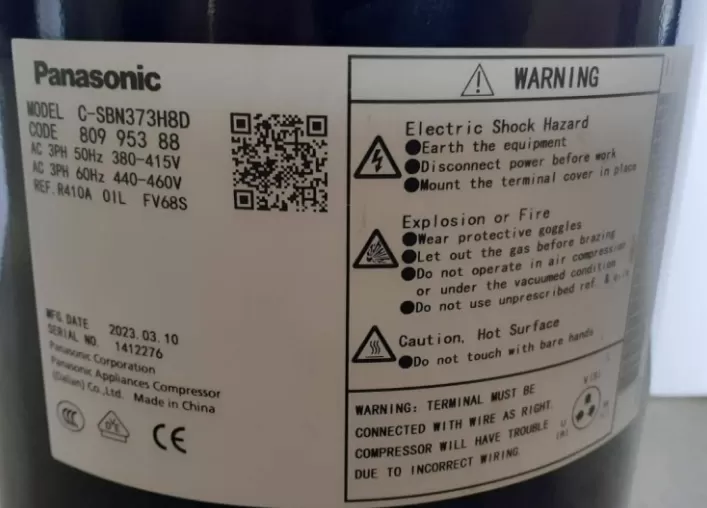 Panasonic
MODEL C-SBN373H8D
CODE 809 953 88
AC 3PH 50Hz 380-415V
AC 3PH 60Hz 440-460V
REF.R410A OIL FV68S
MFG.DATE 2023.03.10
SERIAL NO. 1412276
Panasonic Corporation
Panasonic Appliances Compressor
(Dalian) Co.,Ltd. Made in China
CCC
CE
WARNING
Electric Shock Hazard
●Earth the equipment
●Disconnect power before work
●Mount the terminal cover in place
Explosion or Fire
●Wear protective goggles
●Let out the gas before brazing
●Do not operate in air compression
or under the vacuumed condition
●Do not use unprescribed ref. &
Caution, Hot Surface
●Do not touch with bare hands
WARNING: TERMINAL MUST BE
CONNECTED WITH WIRE AS RIGHT.
COMPRESSOR WILL HAVE TROUBLE
DUE TO INCORRECT WIRING.
V(S)
U
(R)